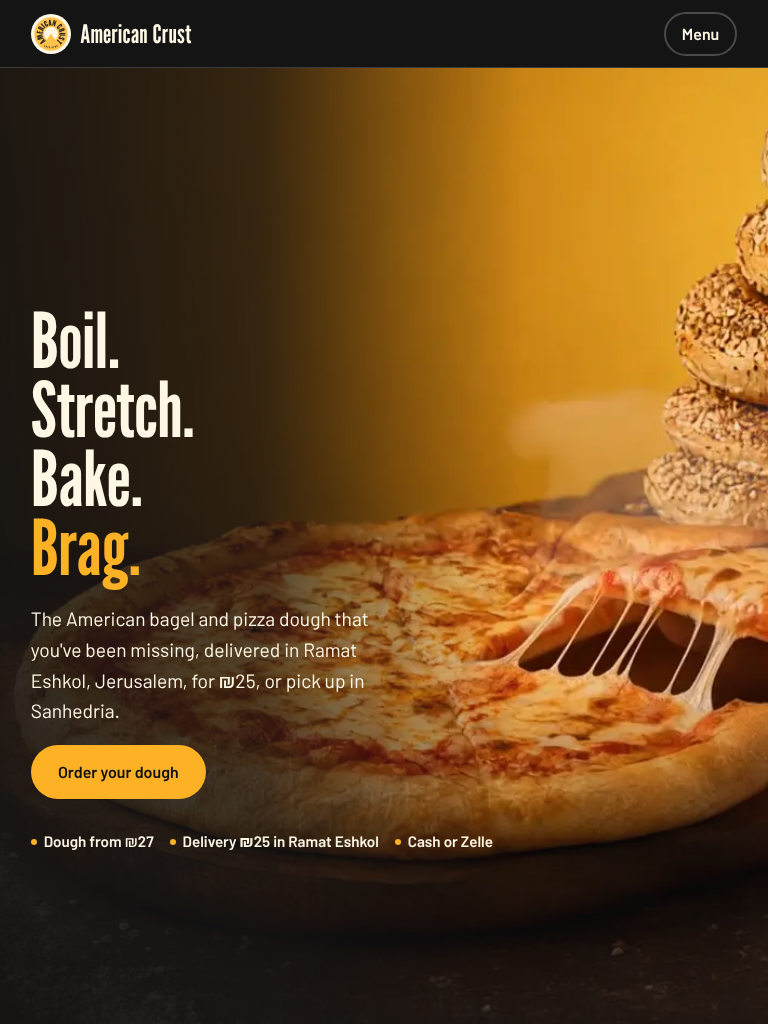 AMERICAN CRUST
American Crust
Menu
Boil.
Stretch.
Bake.
Brag.
The American bagel and pizza dough that
you've been missing, delivered in Ramat
Eshkol, Jerusalem, for ₪25, or pick up in
Sanhedria.
Order your dough
Dough from ₪27
Delivery ₪25 in Ramat Eshkol
Cash or Zelle